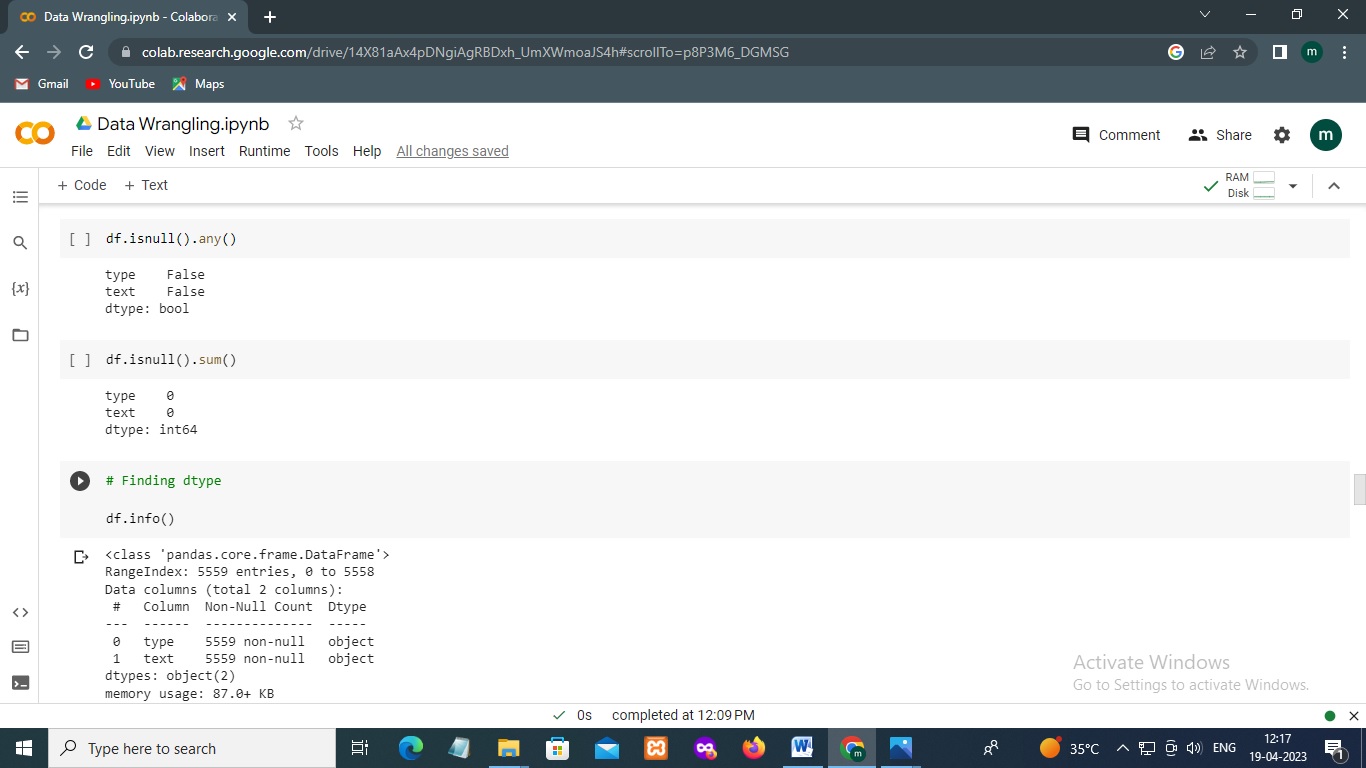 Data Wrangling.ipynb - Colabora
colab.research.google.com/drive/14X81aAx4pDNgiAgRBDxh_UmXWmoaJS4h#scrollTo=p8P3M6_DGMSG
m
Gmail YouTube Maps
Data Wrangling.ipynb
Comment Share m
File Edit View Insert Runtime Tools Help All changes saved
+ Code + Text
RAM
Disk
[ ] df.isnull().any()
type False
text False
dtype: bool
{x}
[ ] df.isnull().sum()
type 0
text 0
dtype: int64
# Finding dtype
df.info()
<class 'pandas.core.frame.DataFrame'>
RangeIndex: 5559 entries, 0 to 5558
Data columns (total 2 columns):
# Column Non-Null Count Dtype
--- ------ -------------- -----
0 type 5559 non-null object
1 text 5559 non-null object
dtypes: object(2)
memory usage: 87.0+ KB
Activate Windows
Go to Settings to activate Windows.
0s completed at 12:09 PM
Type here to search
35°C
ENG
12:17
19-04-2023
1